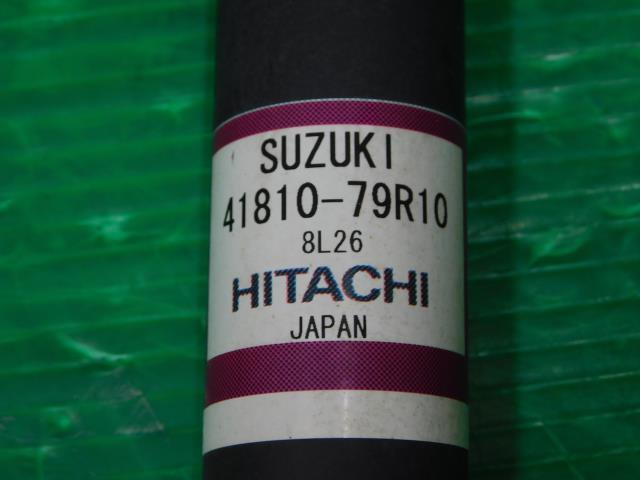 SUZUKI
41810-79R10
8L26
HITACHI
JAPAN